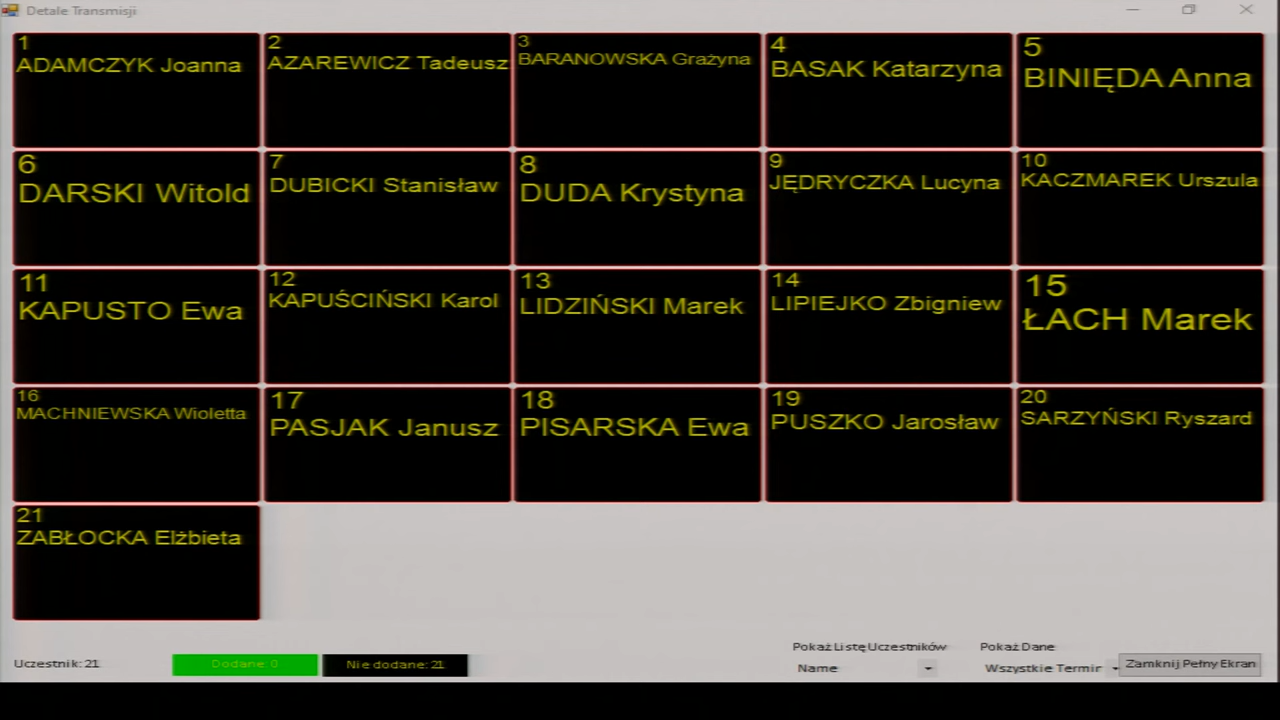 Detale Transmisji
1
ADAMCZYK Joanna
2
AZAREWICZ Tadeusz
3
BARANOWSKA Grażyna
4
BASAK Katarzyna
5
BINIĘDA Anna
6
DARSKI Witold
7
DUBICKI Stanisław
8
DUDA Krystyna
9
JĘDRYCZKA Lucyna
10
KACZMAREK Urszula
11
KAPUSTO Ewa
12
KAPUŚCIŃSKI Karol
13
LIDZIŃSKI Marek
14
LIPIEJKO Zbigniew
15
ŁACH Marek
16
MACHNIEWSKA Wioletta
17
PASJAK Janusz
18
PISARSKA Ewa
19
PUSZKO Jarosław
20
SARZYŃSKI Ryszard
21
ZABŁOCKA Elżbieta
Uczestnik: 21
Dodane: 0
Nie dodane: 21
Pokaż Listę Uczestników
Name
Pokaż Dane
Wszystkie Termir
Zamknij Pełny Ekran